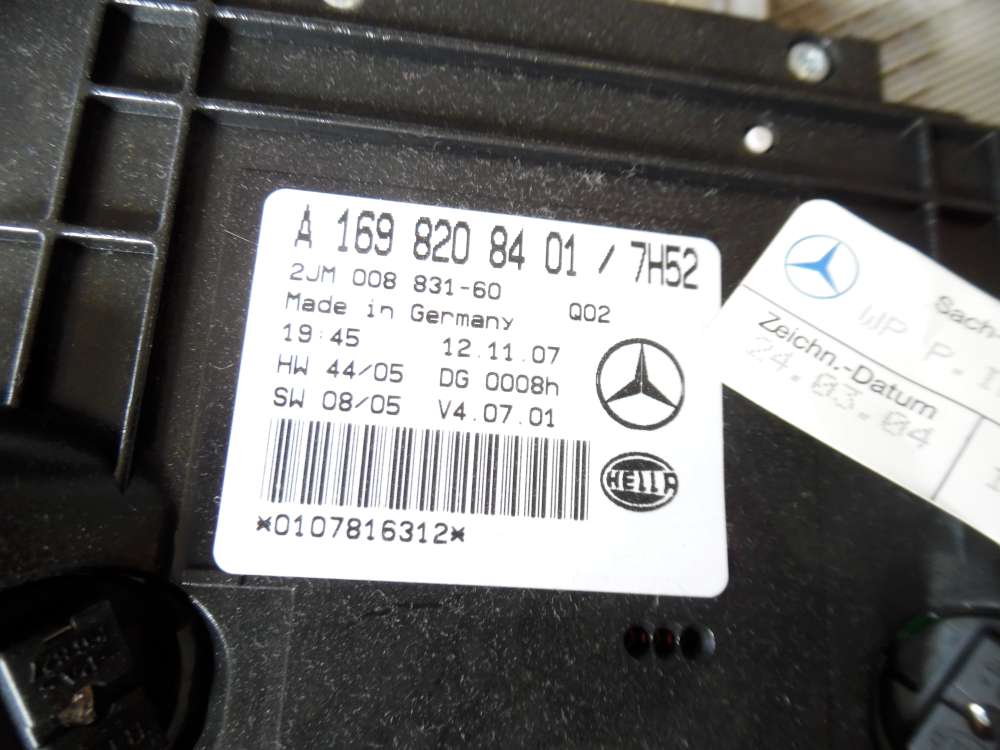 A 169 820 84 01 / 7H52
2JM 008 831-60
Made in Germany Q02
19:45 12.11.07
HW 44/05 DG 0008h
SW 08/05 V4.07.01
HELLA
*0107816312*
WP P.
Zeichn.-Datum
24.03.04